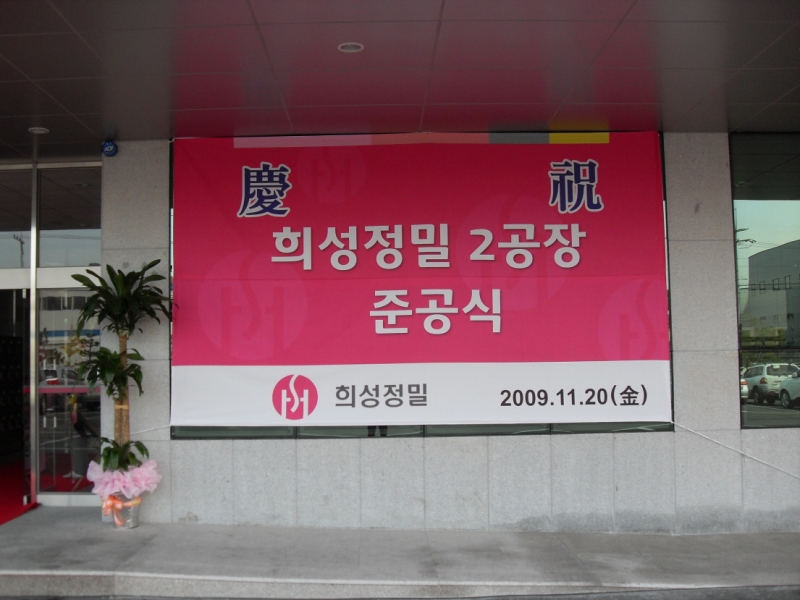 慶 祝
희성정밀 2공장
준공식
희성정밀 2009.11.20(金)